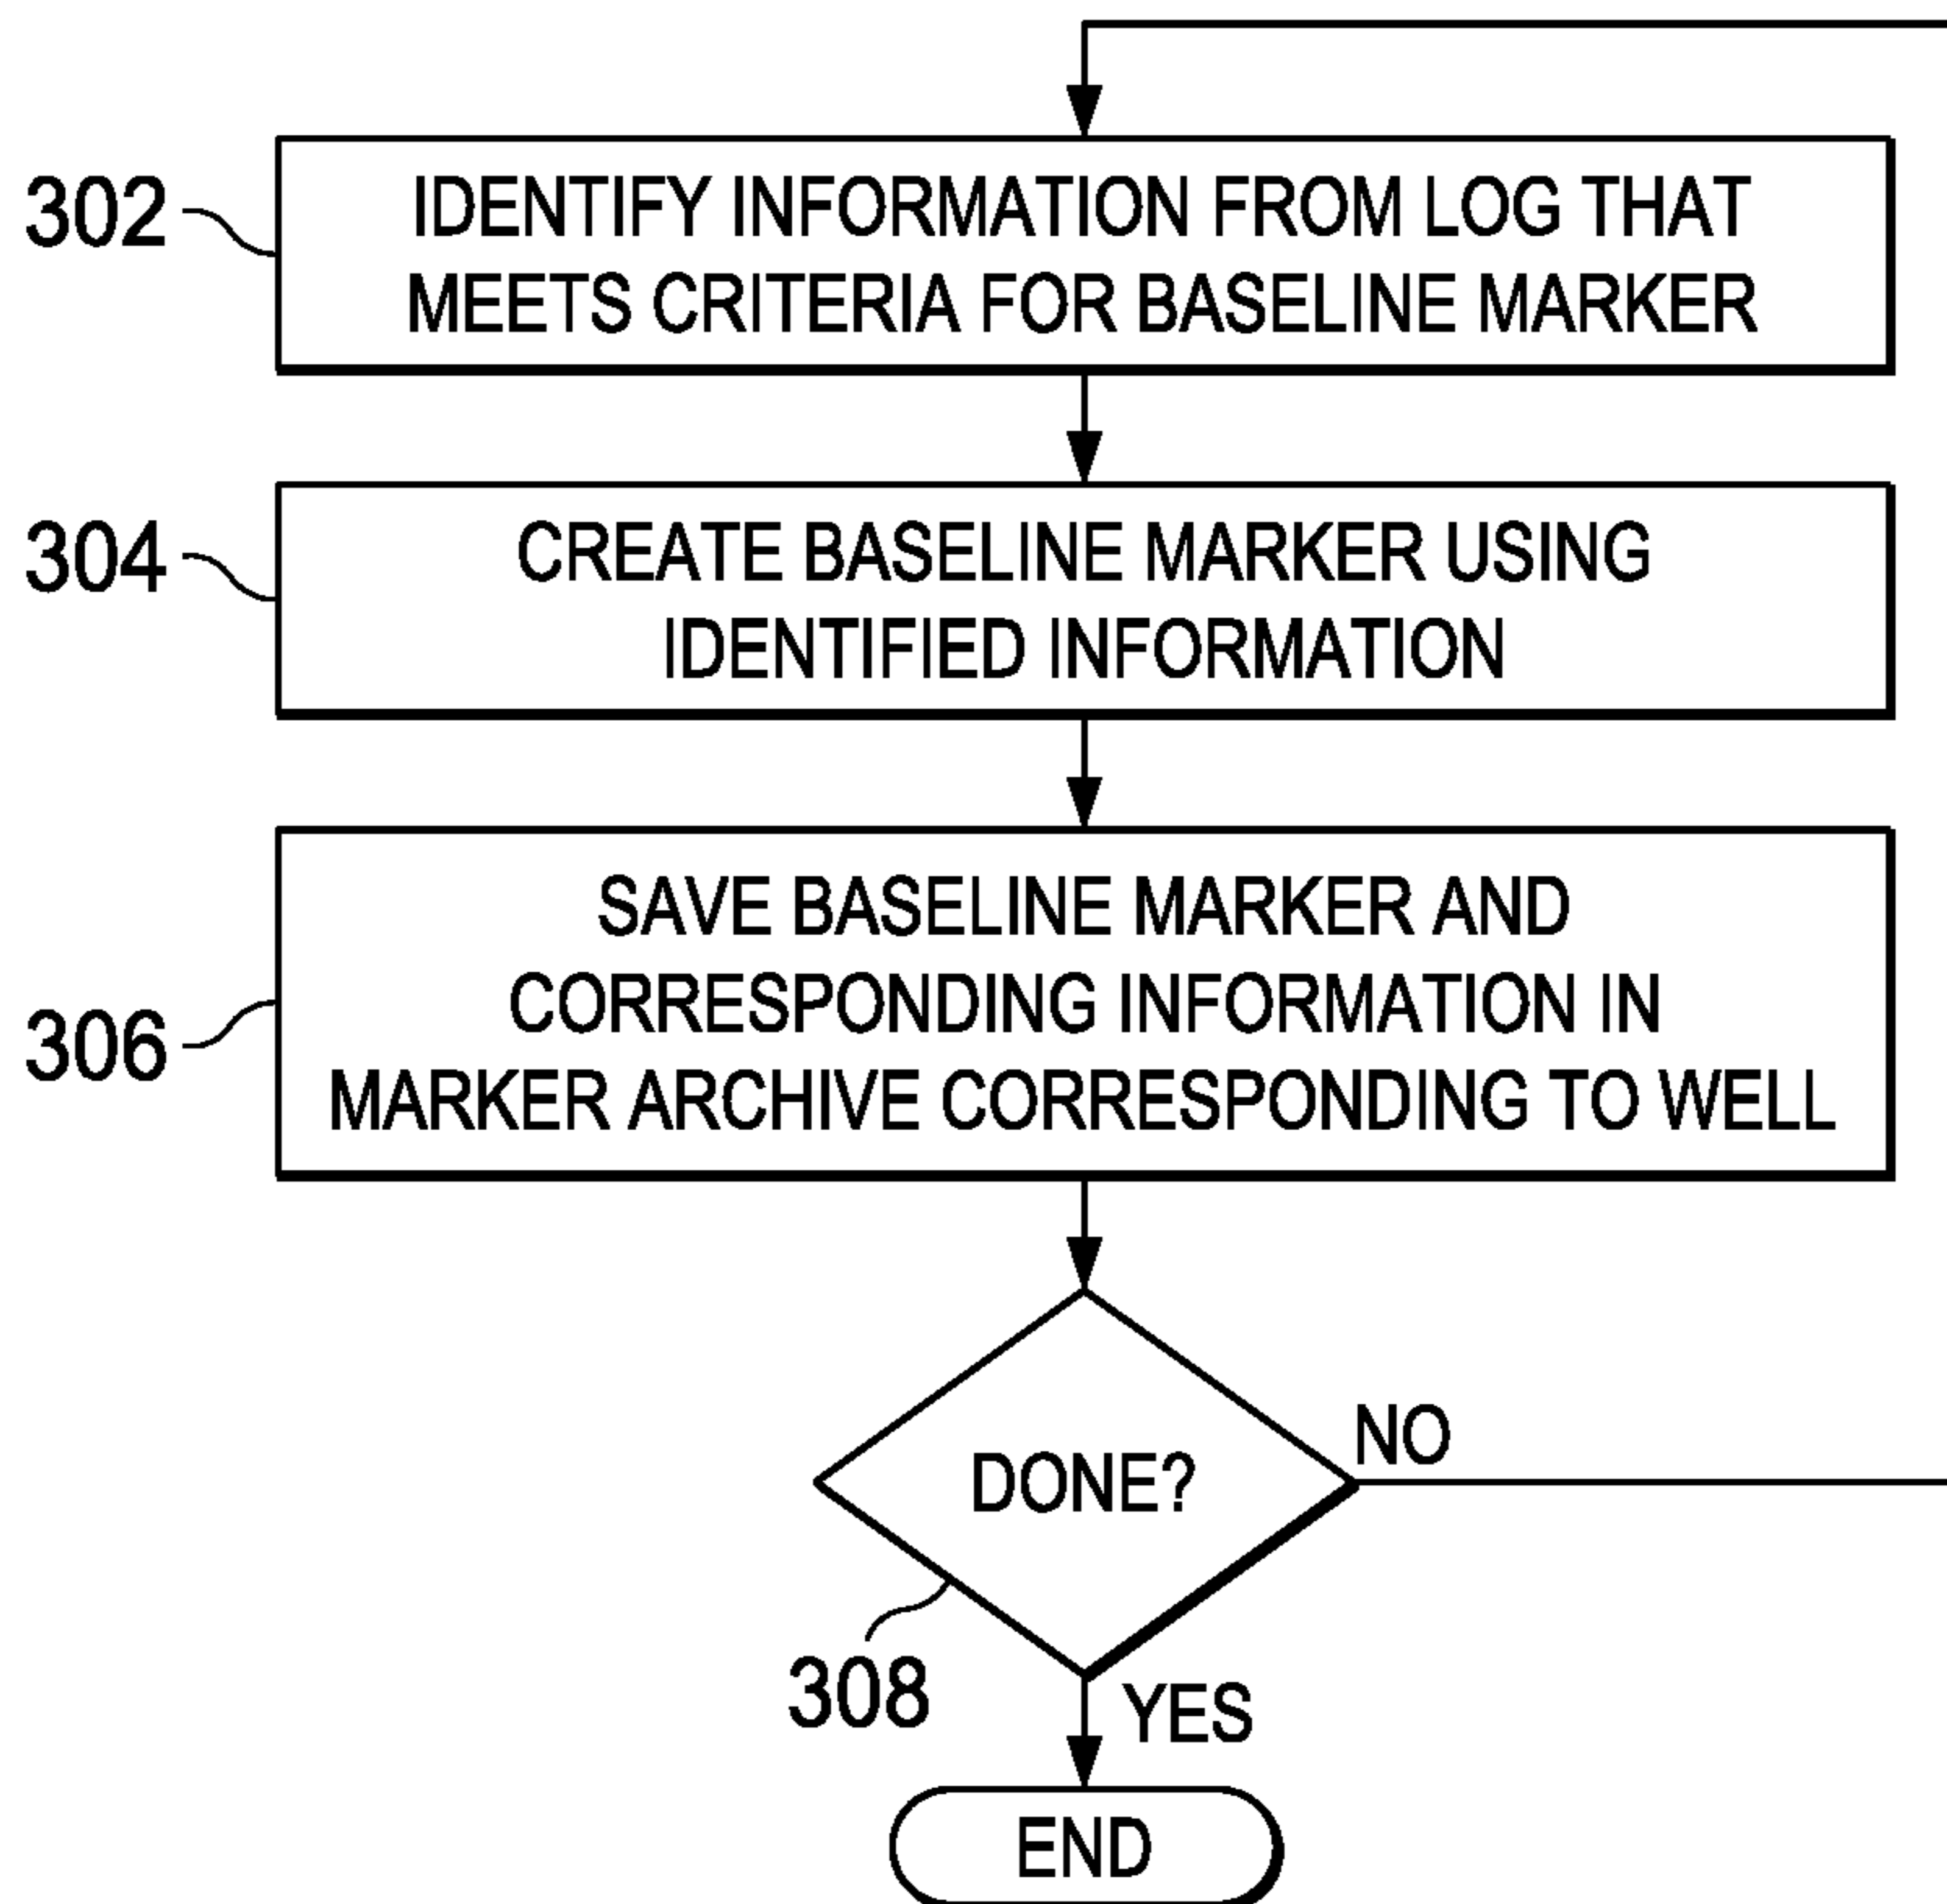 302
IDENTIFY INFORMATION FROM LOG THAT
MEETS CRITERIA FOR BASELINE MARKER
304
CREATE BASELINE MARKER USING
IDENTIFIED INFORMATION
306
SAVE BASELINE MARKER AND
CORRESPONDING INFORMATION IN
MARKER ARCHIVE CORRESPONDING TO WELL
DONE?
NO
308
YES
END